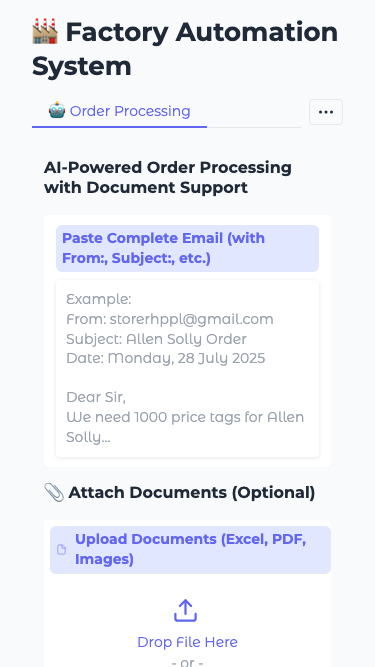 🏭 Factory Automation
System
🤖 Order Processing
AI-Powered Order Processing
with Document Support
Paste Complete Email (with
From:, Subject:, etc.)
Example:
From: storerhppl@gmail.com
Subject: Allen Solly Order
Date: Monday, 28 July 2025
Dear Sir,
We need 1000 price tags for Allen
Solly...
📎 Attach Documents (Optional)
Upload Documents (Excel, PDF,
Images)
Drop File Here
- or -